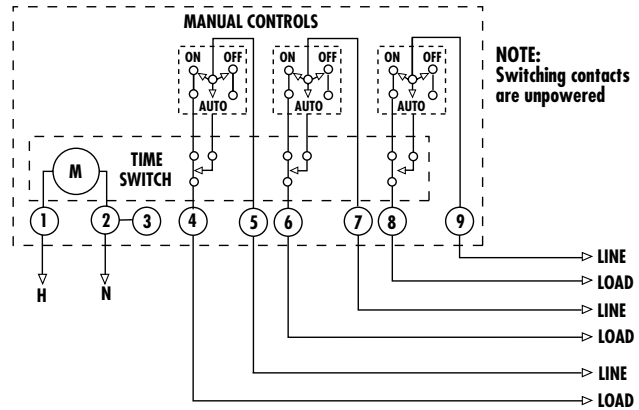 MANUAL CONTROLS
ON OFF ON OFF ON OFF
AUTO AUTO AUTO
NOTE:
Switching contacts
are unpowered
M
TIME
SWITCH
1 2 3 4 5 6 7 8 9
H N
LINE
LOAD
LINE
LOAD
LINE
LOAD